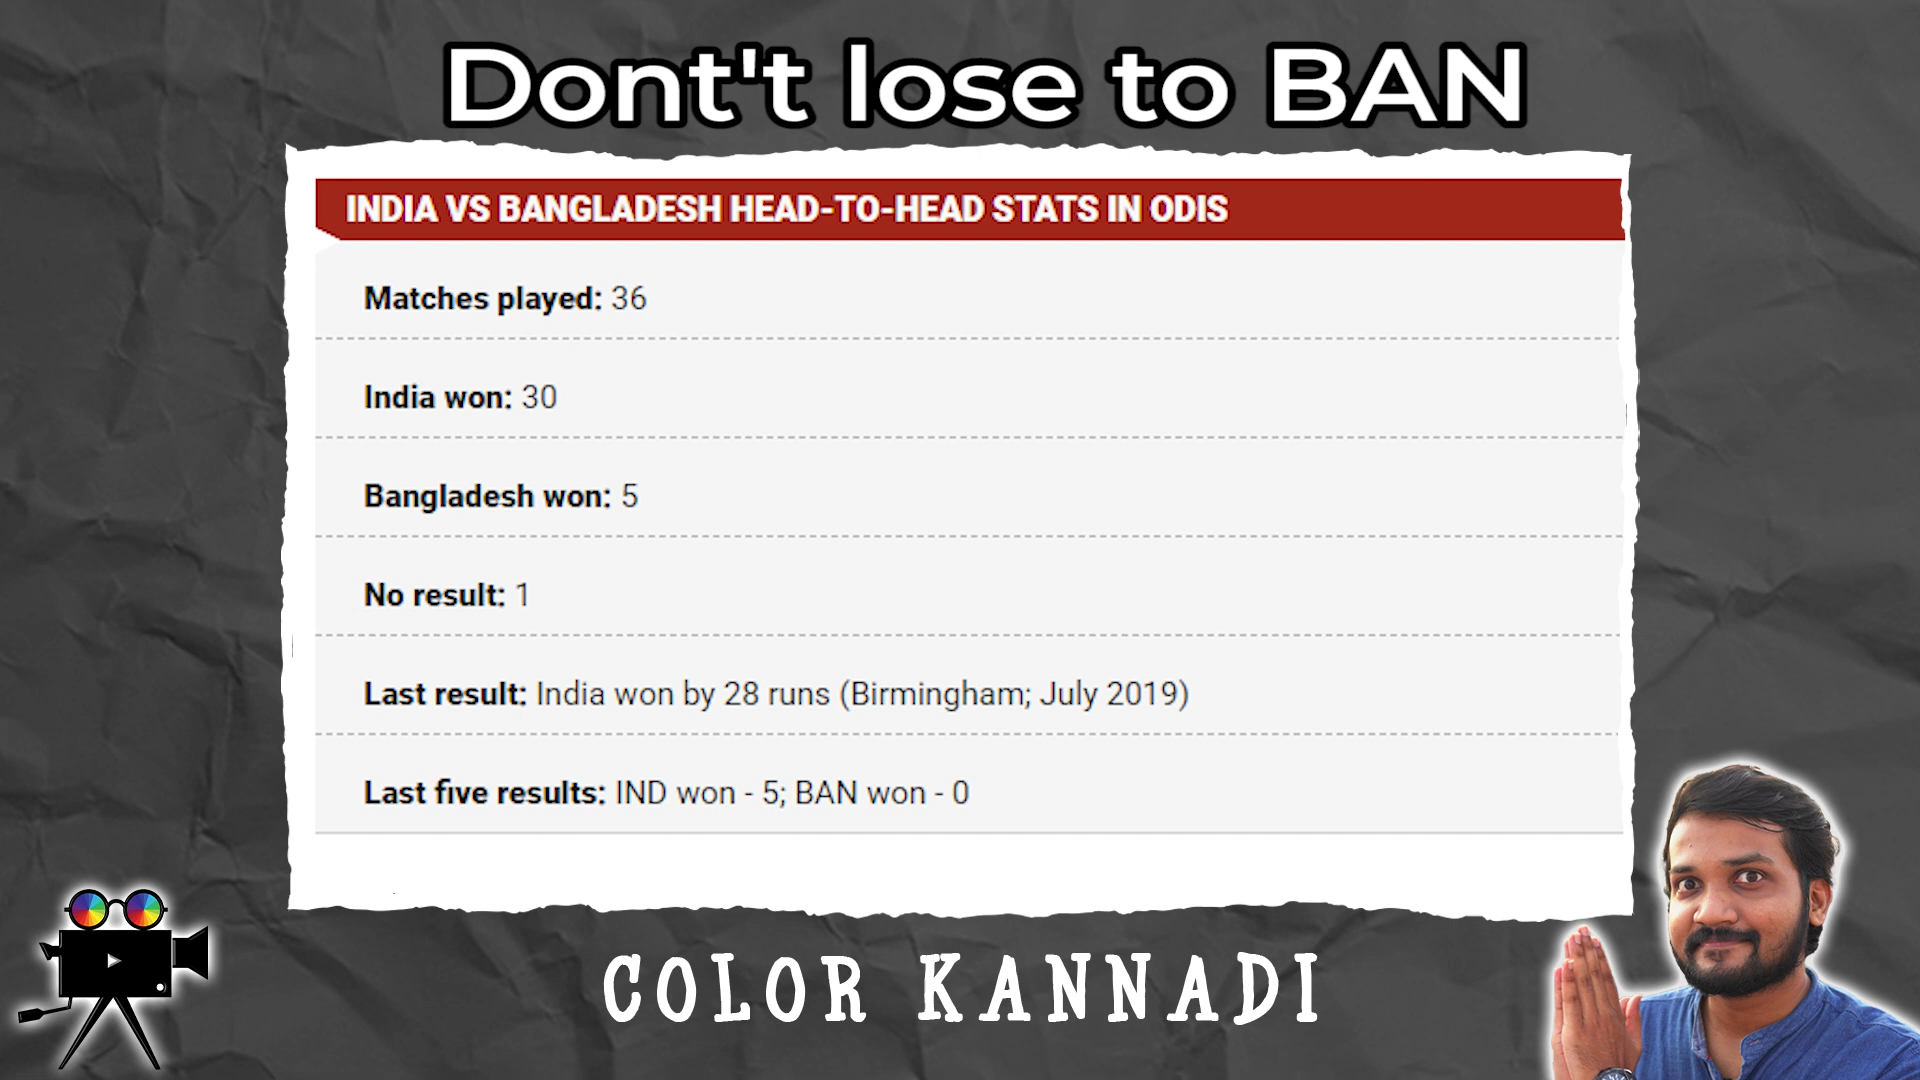 Dont't lose to BAN
INDIA VS BANGLADESH HEAD-TO-HEAD STATS IN ODIS
Matches played: 36
India won: 30
Bangladesh won: 5
No result: 1
Last result: India won by 28 runs (Birmingham; July 2019)
Last five results: IND won - 5; BAN won - 0
COLOR KANNADI